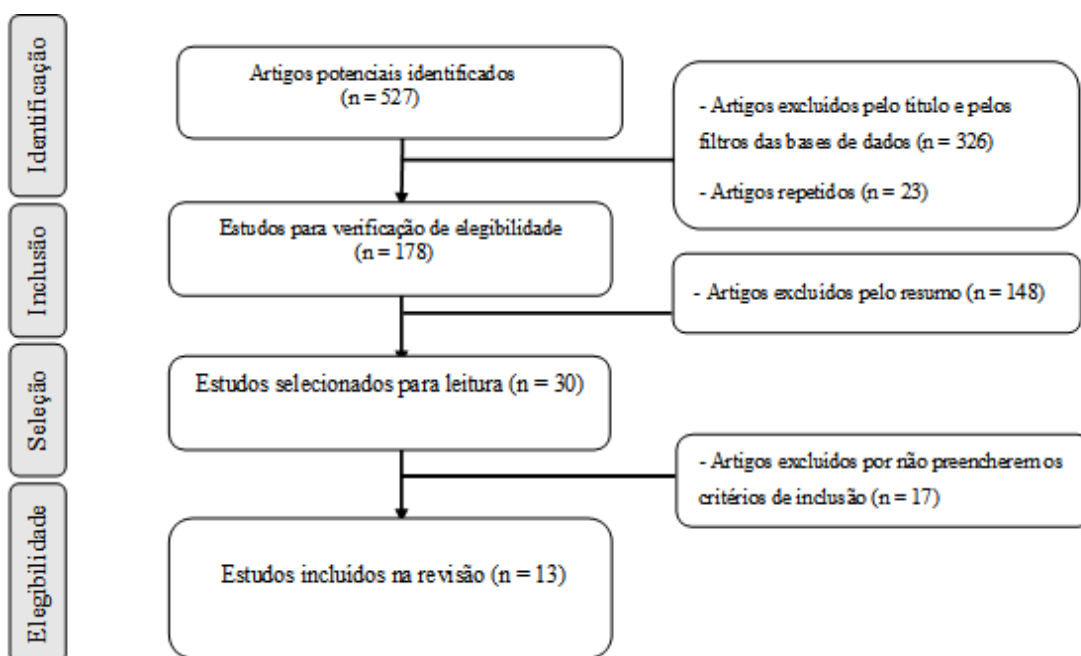 Identificação
Artigos potenciais identificados
(n = 527)
- Artigos excluídos pelo título e pelos
filtros das bases de dados (n = 326)
- Artigos repetidos (n = 23)
Inclusão
Estudos para verificação de elegibilidade
(n = 178)
- Artigos excluídos pelo resumo (n = 148)
Seleção
Estudos selecionados para leitura (n = 30)
- Artigos excluídos por não preencherem os
critérios de inclusão (n = 17)
Elegibilidade
Estudos incluídos na revisão (n = 13)